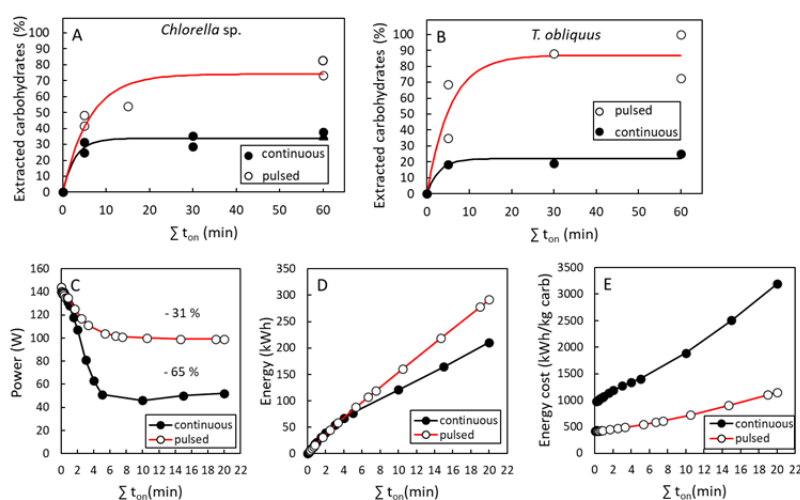 A
Chlorella sp.
Extracted carbohydrates (%)
100
90
80
70
60
50
40
30
20
10
0
continuous
pulsed
0 10 20 30 40 50 60
∑ ton (min)
B
T. obliquus
Extracted carbohydrates (%)
100
90
80
70
60
50
40
30
20
10
0
pulsed
continuous
0 10 20 30 40 50 60
∑ ton (min)
C
Power (W)
160
140
120
100
80
60
40
20
0
- 31 %
- 65 %
continuous
pulsed
0 2 4 6 8 10 12 14 16 18 20 22
∑ ton(min)
D
Energy (kWh)
350
300
250
200
150
100
50
0
continuous
pulsed
0 2 4 6 8 10 12 14 16 18 20 22
∑ ton(min)
E
Energy cost (kWh/kg carb)
3500
3000
2500
2000
1500
1000
500
0
continuous
pulsed
0 2 4 6 8 10 12 14 16 18 20 22
∑ ton(min)